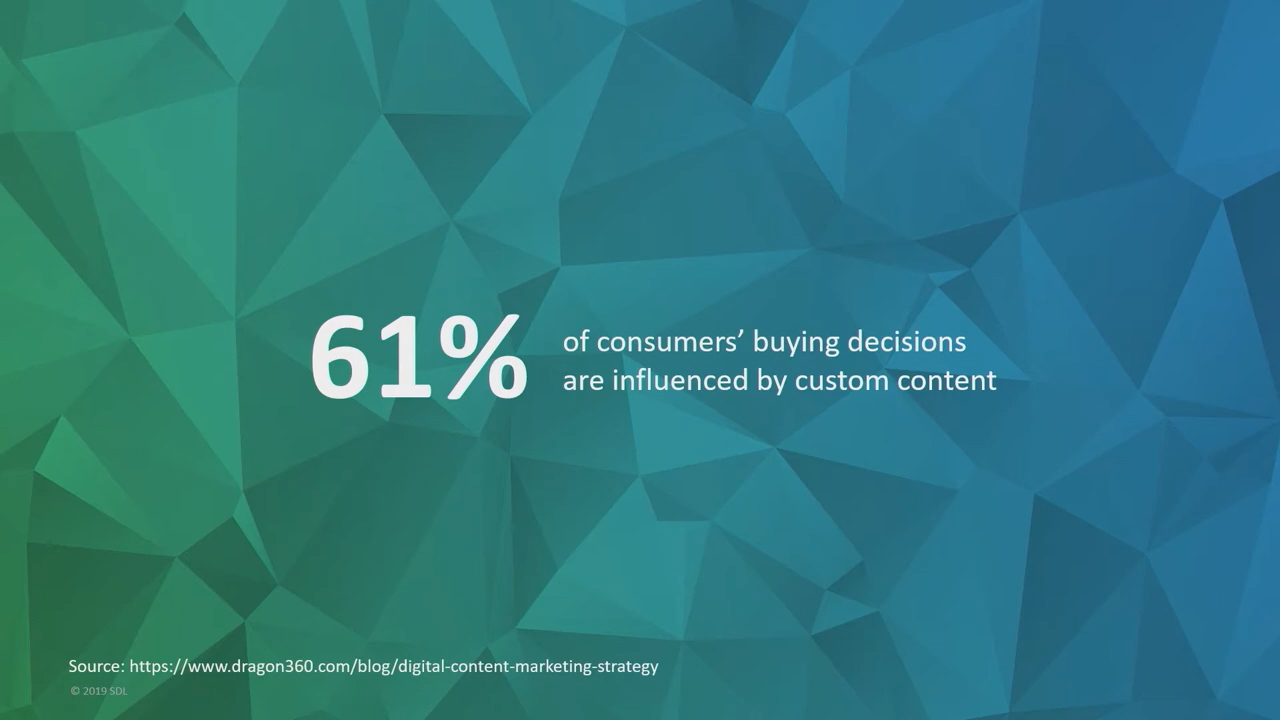 61%
of consumers’ buying decisions
are influenced by custom content
Source: https://www.dragon360.com/blog/digital-content-marketing-strategy
© 2019 SDL